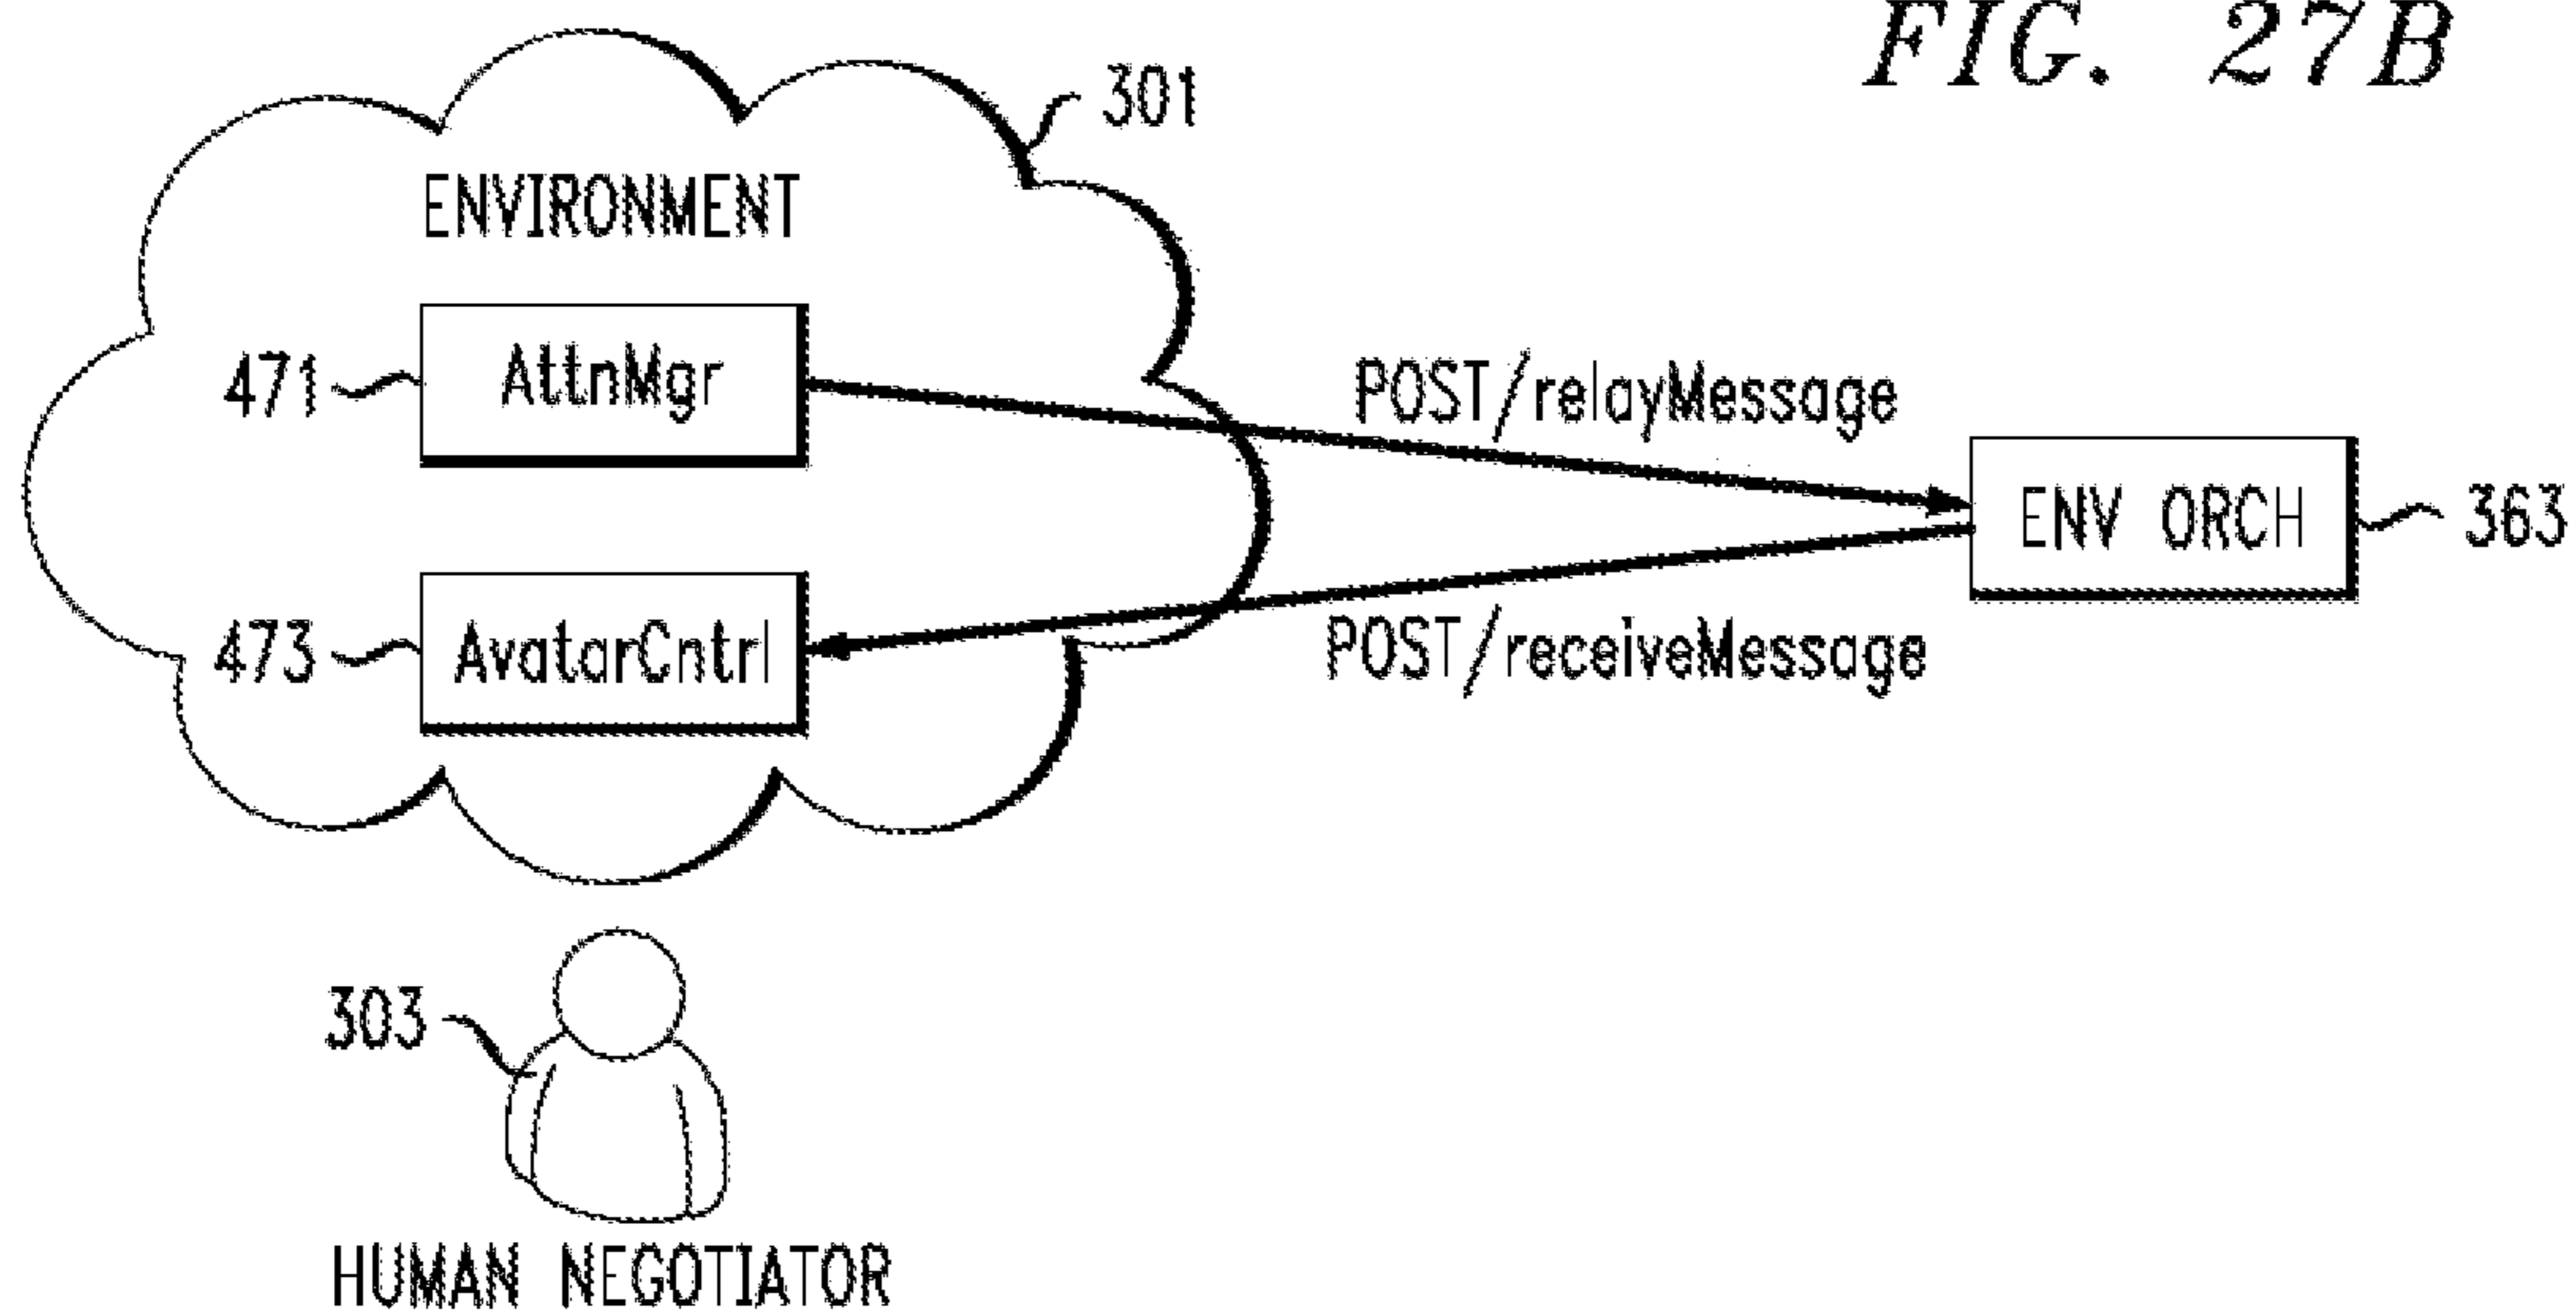 FIG. 27B
301
ENVIRONMENT
471
AttnMgr
POST/relayMessage
ENV ORCH
363
473
AvatarCntrl
POST/receiveMessage
303
HUMAN NEGOTIATOR